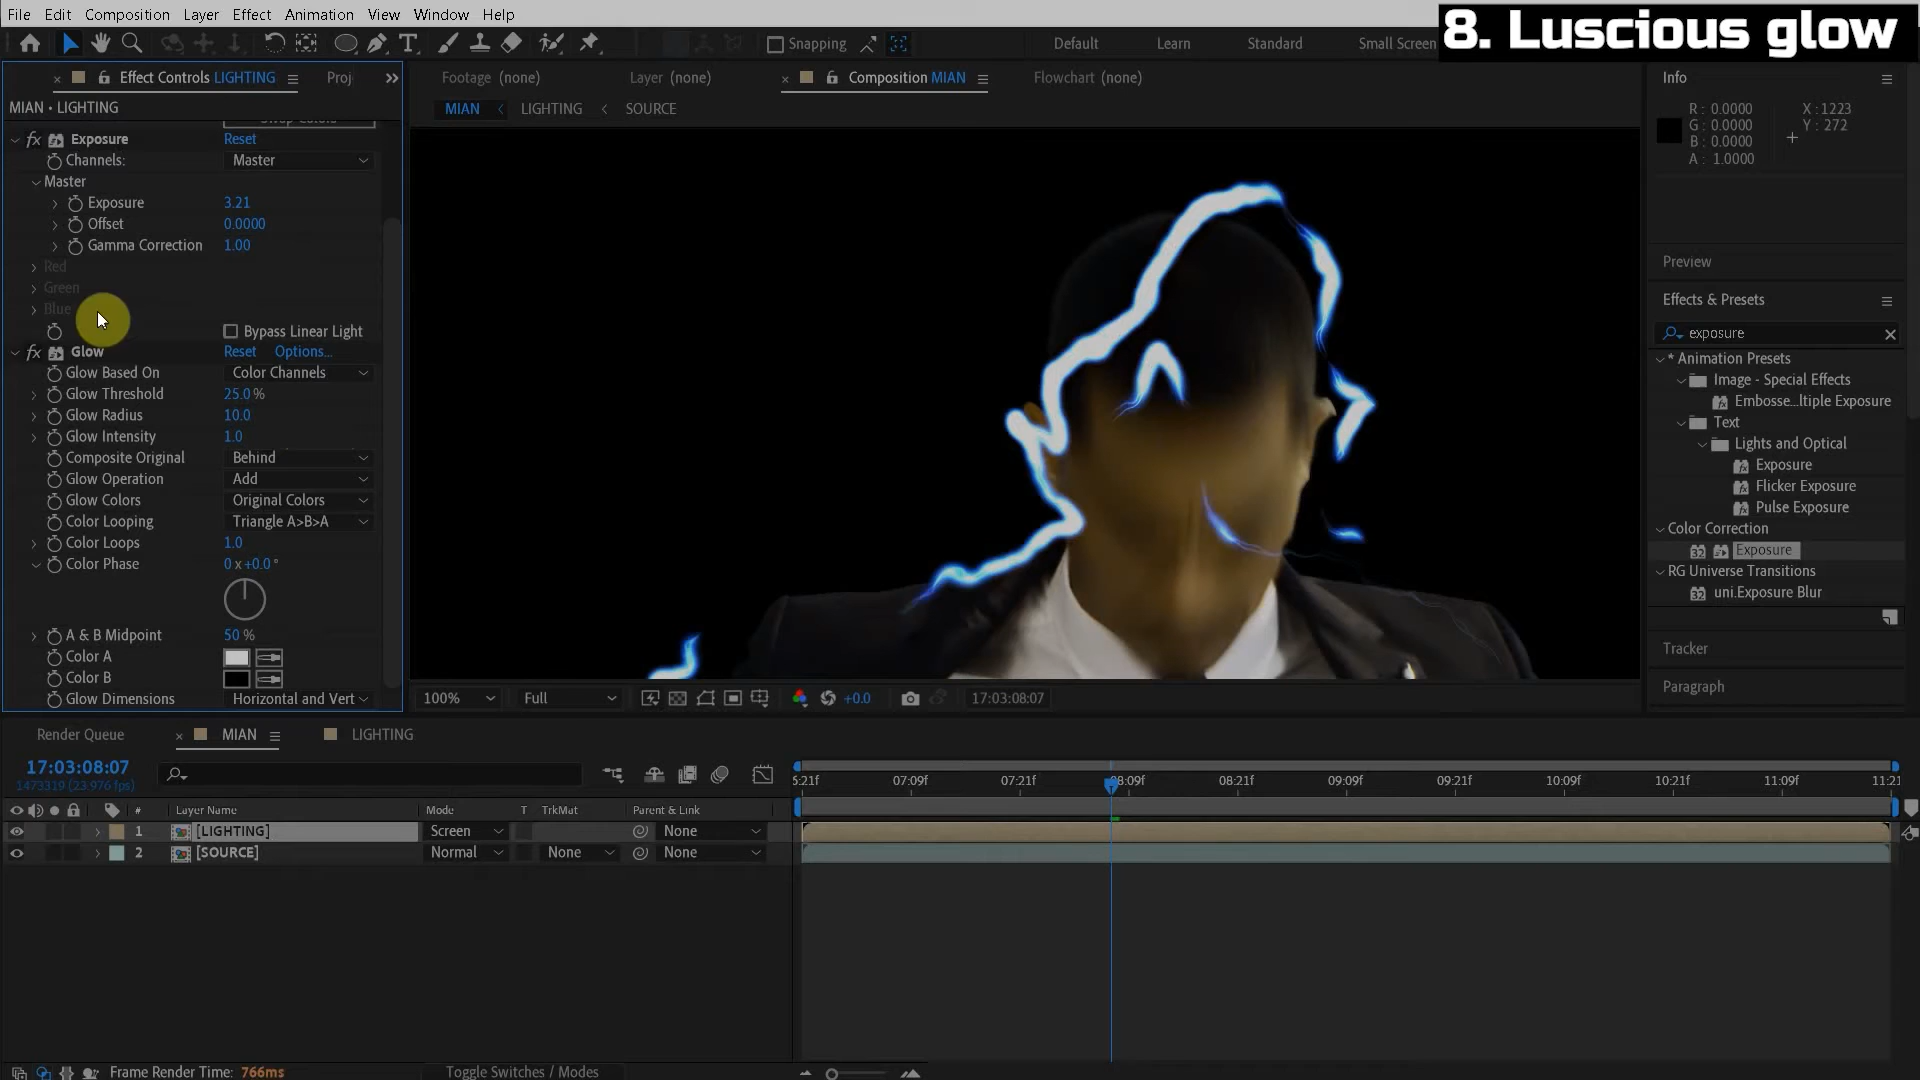 File Edit Composition Layer Effect Animation View Window Help
8. Luscious glow
Snapping
Default Learn Standard Small Screen
Effect Controls LIGHTING Proj
Footage (none) Layer (none) Composition MIAN Flowchart (none)
Info
MIAN • LIGHTING
MIAN < LIGHTING < SOURCE
R : 0.0000 X : 1223
G : 0.0000 Y : 272
B : 0.0000
A : 1.0000
Exposure Reset
Channels: Master
Master
Exposure 3.21
Offset 0.0000
Gamma Correction 1.00
Red
Green
Blue
Bypass Linear Light
Glow Reset Options...
Glow Based On Color Channels
Glow Threshold 25.0 %
Glow Radius 10.0
Glow Intensity 1.0
Composite Original Behind
Glow Operation Add
Glow Colors Original Colors
Color Looping Triangle A>B>A
Color Loops 1.0
Color Phase 0 x +0.0 °
A & B Midpoint 50 %
Color A
Color B
Glow Dimensions Horizontal and Vert
100% Full +0.0 17:03:08:07
Preview
Effects & Presets
exposure
* Animation Presets
Image - Special Effects
Embosse...ltiple Exposure
Text
Lights and Optical
Exposure
Flicker Exposure
Pulse Exposure
Color Correction
32 Exposure
RG Universe Transitions
32 uni.Exposure Blur
Tracker
Paragraph
Render Queue MIAN LIGHTING
17:03:08:07
1473319 (23.976 fps)
5:21f 07:09f 07:21f 08:09f 08:21f 09:09f 09:21f 10:09f 10:21f 11:09f 11:21
# Layer Name Mode T TrkMat Parent & Link
1 [LIGHTING] Screen None
2 [SOURCE] Normal None None
Frame Render Time: 766ms Toggle Switches / Modes